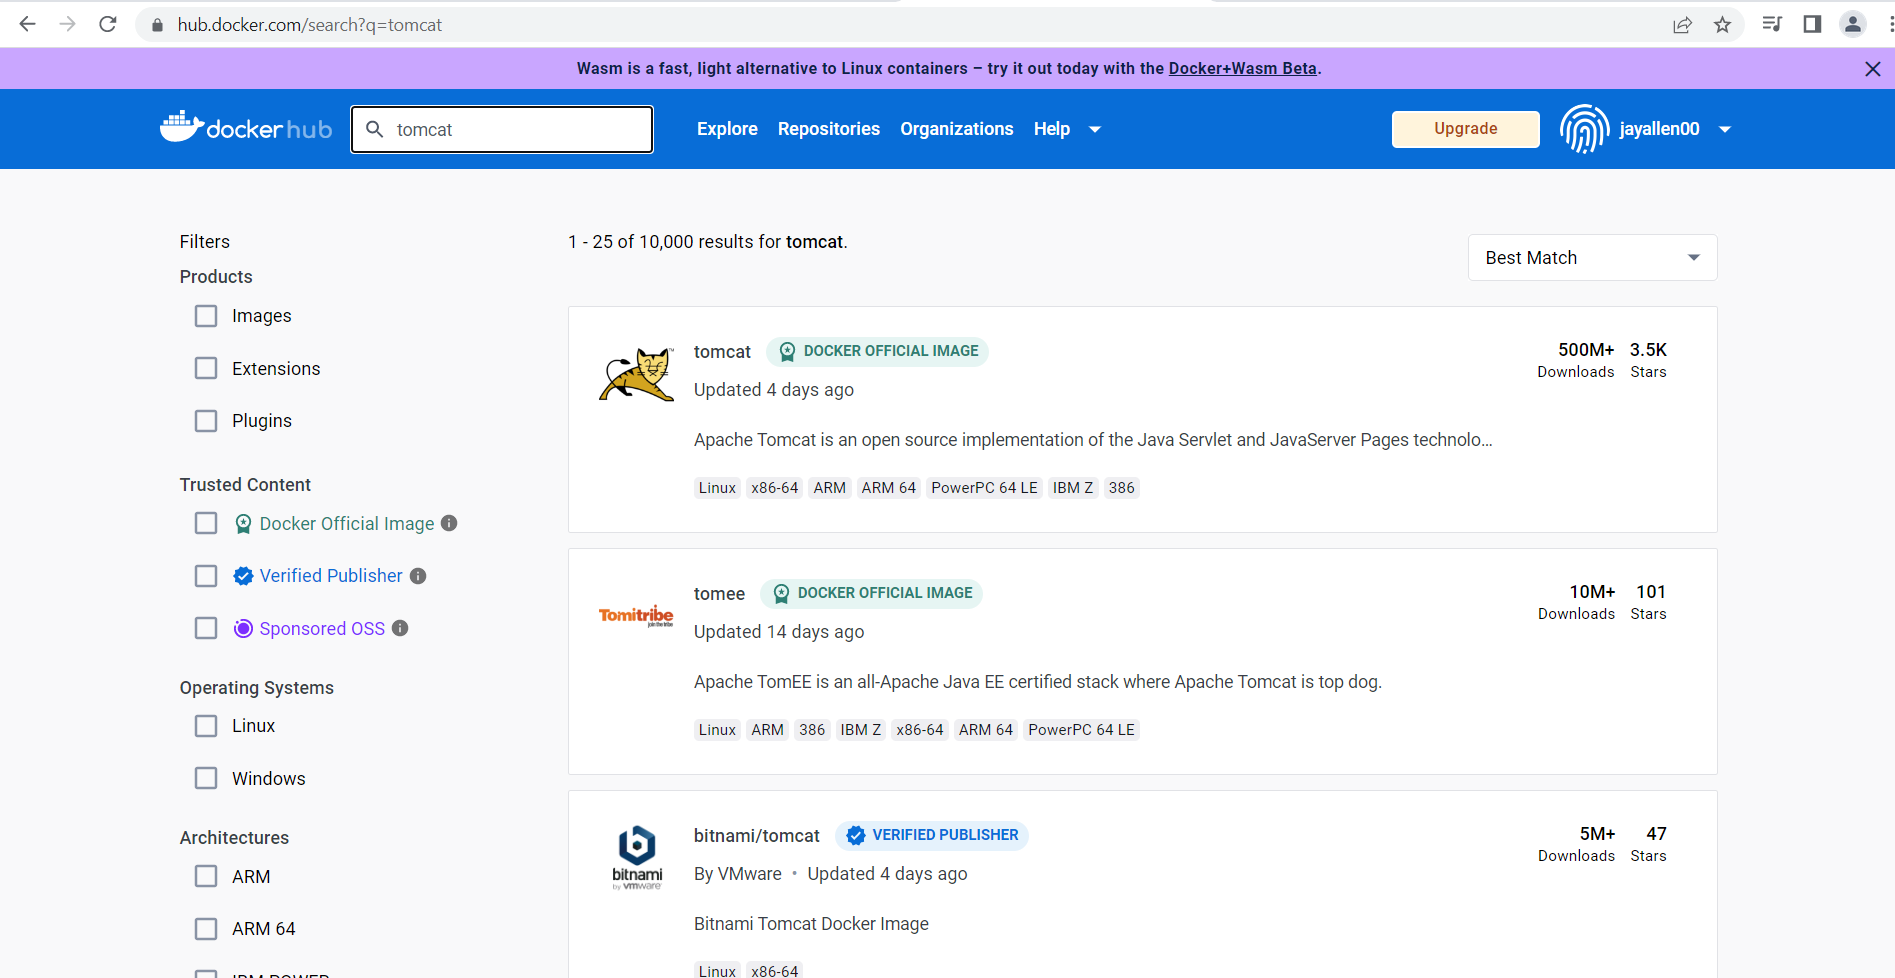 hub.docker.com/search?q=tomcat
Wasm is a fast, light alternative to Linux containers – try it out today with the Docker+Wasm Beta.
docker hub
tomcat
Explore Repositories Organizations Help
Upgrade
jayallen00
Filters
Products
Images
Extensions
Plugins
Trusted Content
Docker Official Image
Verified Publisher
Sponsored OSS
Operating Systems
Linux
Windows
Architectures
ARM
ARM 64
IBM POWER
1 - 25 of 10,000 results for tomcat.
Best Match
tomcat DOCKER OFFICIAL IMAGE
500M+ 3.5K
Downloads Stars
Updated 4 days ago
Apache Tomcat is an open source implementation of the Java Servlet and JavaServer Pages technolo...
Linux x86-64 ARM ARM 64 PowerPC 64 LE IBM Z 386
Tomitribe
join the tribe
tomee DOCKER OFFICIAL IMAGE
10M+ 101
Downloads Stars
Updated 14 days ago
Apache TomEE is an all-Apache Java EE certified stack where Apache Tomcat is top dog.
Linux ARM 386 IBM Z x86-64 ARM 64 PowerPC 64 LE
bitnami
by vmware
bitnami/tomcat VERIFIED PUBLISHER
5M+ 47
Downloads Stars
By VMware • Updated 4 days ago
Bitnami Tomcat Docker Image
Linux x86-64